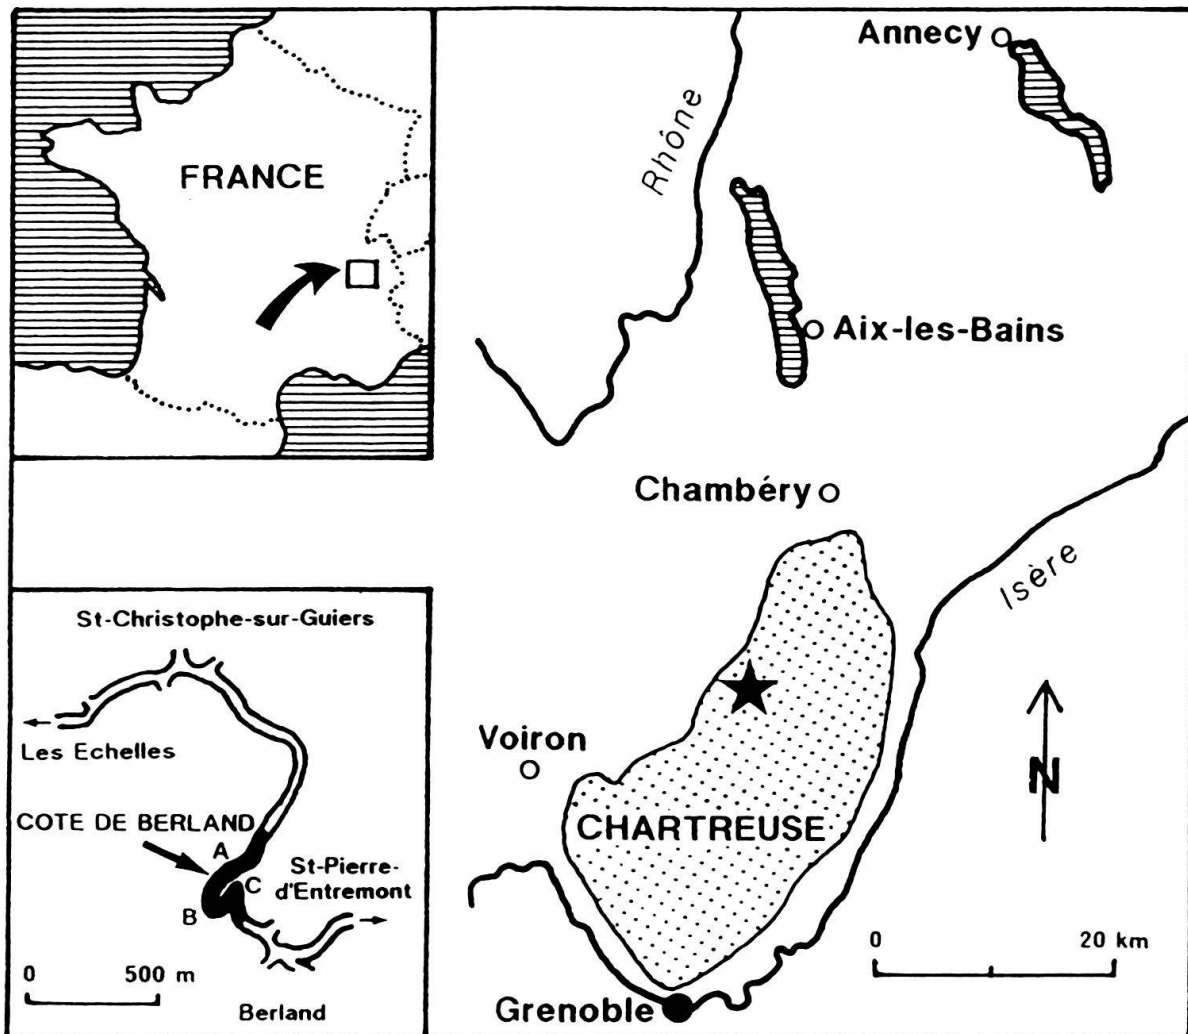 FRANCE
Annecy
Rhône
Aix-les-Bains
Chambéry
Isère
Voiron
CHARTREUSE
N
0 20 km
Grenoble
St-Christophe-sur-Guiers
Les Echelles
COTE DE BERLAND
A
St-Pierre-
d'Entremont
C
B
0 500 m
Berland